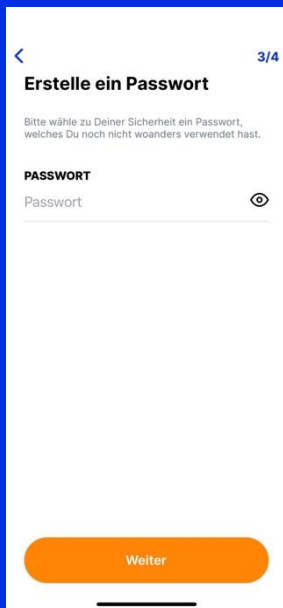 3/4
Erstelle ein Passwort
Bitte wähle zu Deiner Sicherheit ein Passwort,
welches Du noch nicht woanders verwendet hast.
PASSWORT
Passwort
Weiter